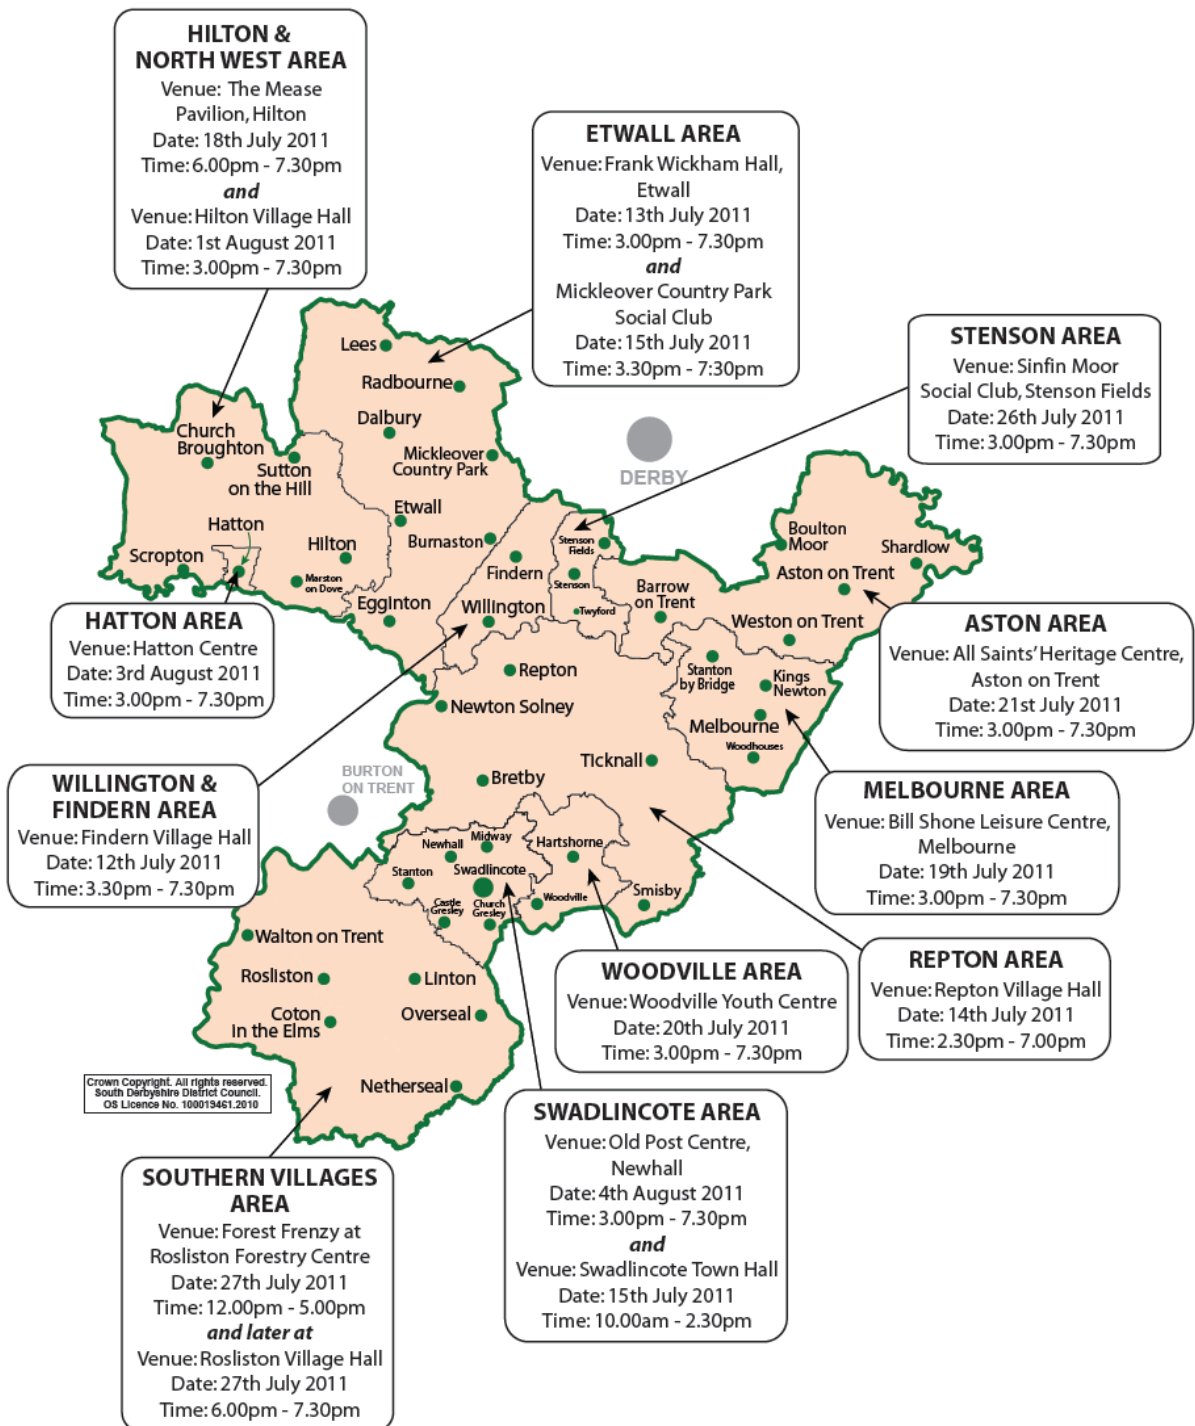 HILTON &
NORTH WEST AREA
Venue: The Mease
Pavilion, Hilton
Date: 18th July 2011
Time: 6.00pm - 7.30pm
and
Venue: Hilton Village Hall
Date: 1st August 2011
Time: 3.00pm - 7.30pm
ETWALL AREA
Venue: Frank Wickham Hall,
Etwall
Date: 13th July 2011
Time: 3.00pm - 7.30pm
and
Mickleover Country Park
Social Club
Date: 15th July 2011
Time: 3.30pm - 7:30pm
STENSON AREA
Venue: Sinfin Moor
Social Club, Stenson Fields
Date: 26th July 2011
Time: 3.00pm - 7.30pm
Lees
Radbourne
Dalbury
Mickleover
Country Park
Church
Broughton
Sutton
on the Hill
DERBY
Etwall
Burnaston
Hatton
Hilton
Scropton
Marston
on Dove
Egginton
Findern
Willington
Stenson
Fields
Stenson
Twyford
Barrow
on Trent
Boulton
Moor
Shardlow
Aston on Trent
Weston on Trent
HATTON AREA
Venue: Hatton Centre
Date: 3rd August 2011
Time: 3.00pm - 7.30pm
ASTON AREA
Venue: All Saints' Heritage Centre,
Aston on Trent
Date: 21st July 2011
Time: 3.00pm - 7.30pm
Repton
Newton Solney
Stanton
by Bridge
Kings
Newton
Melbourne
Woodhouses
Ticknall
Bretby
BURTON
ON TRENT
WILLINGTON &
FINDERN AREA
Venue: Findern Village Hall
Date: 12th July 2011
Time: 3.30pm - 7.30pm
MELBOURNE AREA
Venue: Bill Shone Leisure Centre,
Melbourne
Date: 19th July 2011
Time: 3.00pm - 7.30pm
Newhall
Midway
Hartshorne
Stanton
Swadlincote
Castle
Gresley
Church
Gresley
Woodville
Smisby
Walton on Trent
Rosliston
Linton
Coton
In the Elms
Overseal
Netherseal
WOODVILLE AREA
Venue: Woodville Youth Centre
Date: 20th July 2011
Time: 3.00pm - 7.30pm
REPTON AREA
Venue: Repton Village Hall
Date: 14th July 2011
Time: 2.30pm - 7.00pm
Crown Copyright. All rights reserved.
South Derbyshire District Council.
OS Licence No. 100019461.2010
SWADLINCOTE AREA
Venue: Old Post Centre,
Newhall
Date: 4th August 2011
Time: 3.00pm - 7.30pm
and
Venue: Swadlincote Town Hall
Date: 15th July 2011
Time: 10.00am - 2.30pm
SOUTHERN VILLAGES
AREA
Venue: Forest Frenzy at
Rosliston Forestry Centre
Date: 27th July 2011
Time: 12.00pm - 5.00pm
and later at
Venue: Rosliston Village Hall
Date: 27th July 2011
Time: 6.00pm - 7.30pm